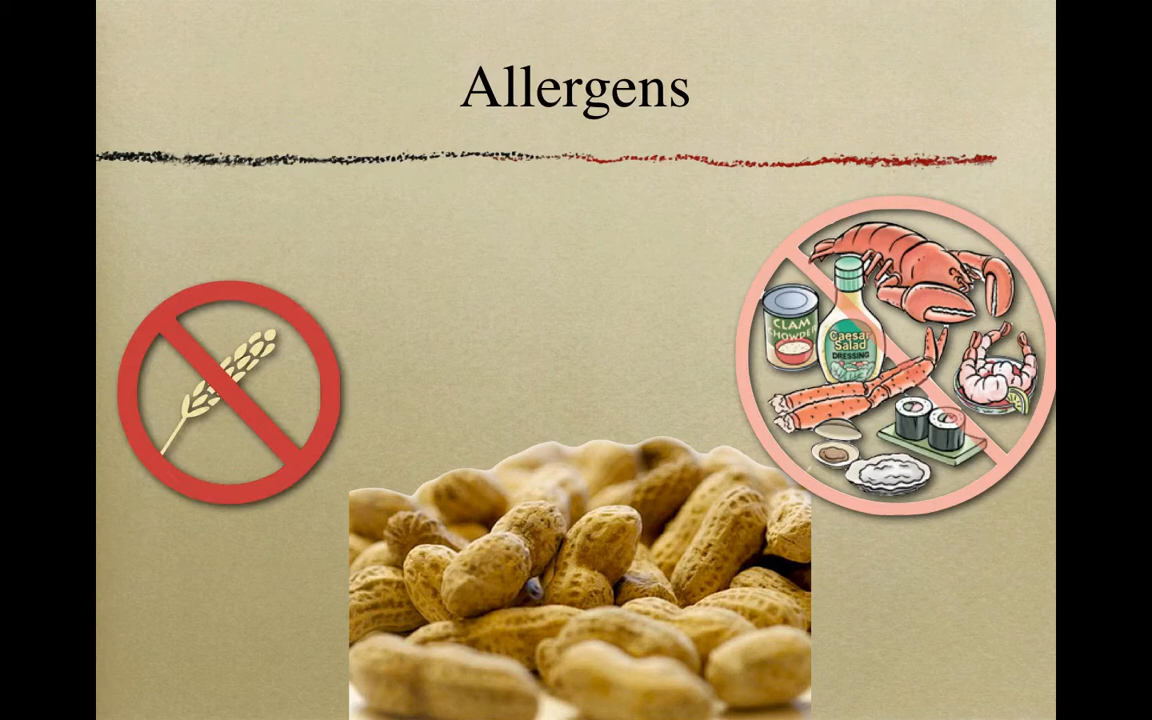 Allergens
CLAM
CHOWDER
Caesar
Salad
DRESSING